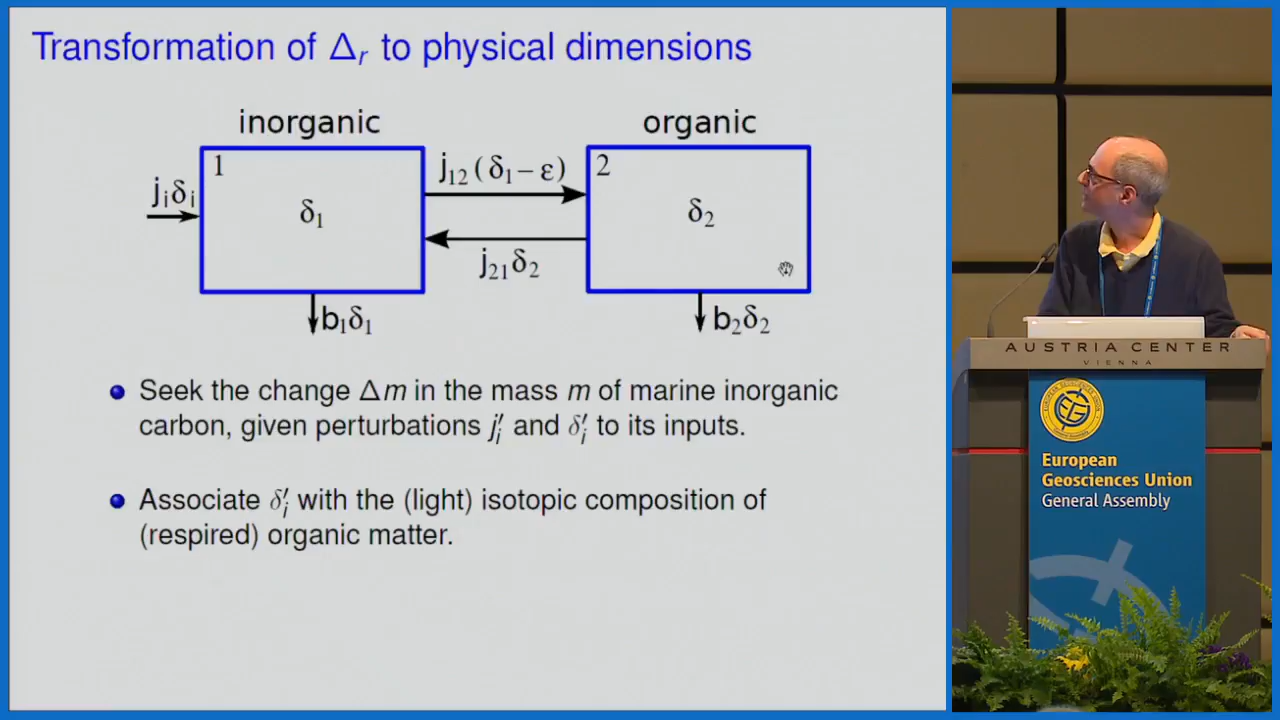 Transformation of Δr to physical dimensions
inorganic
organic
1
j12(δ1−ε)
2
jiδi
δ1
δ2
j21δ2
b1δ1
b2δ2
Seek the change Δm in the mass m of marine inorganic
carbon, given perturbations j′i and δ′i to its inputs.
Associate δ′i with the (light) isotopic composition of
(respired) organic matter.
AUSTRIA CENTER
VIENNA
European
Geosciences Union
General Assembly